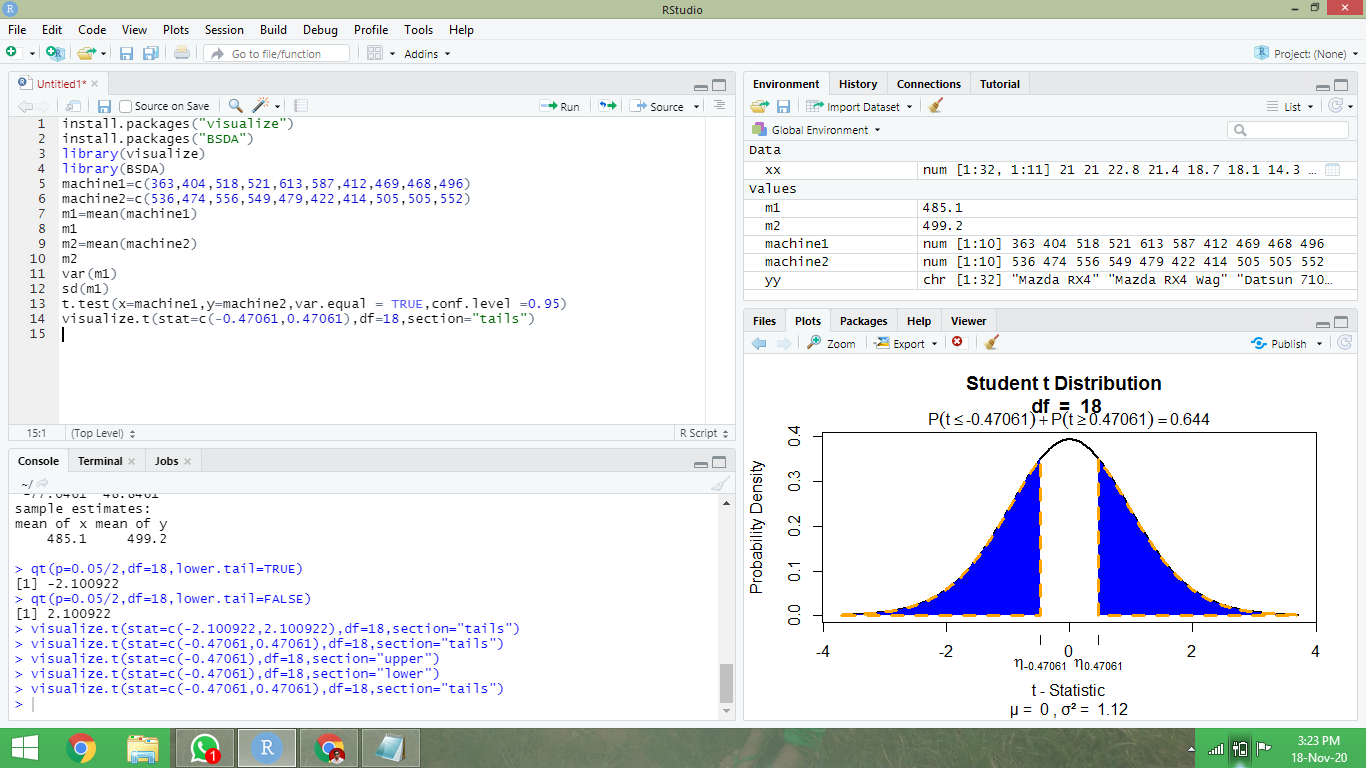 RStudio
File Edit Code View Plots Session Build Debug Profile Tools Help
Go to file/function Addins Project: (None)
Untitled1*
Source on Save Run Source
1 install.packages("visualize")
2 install.packages("BSDA")
3 library(visualize)
4 library(BSDA)
5 machine1=c(363,404,518,521,613,587,412,469,468,496)
6 machine2=c(536,474,556,549,479,422,414,505,505,552)
7 m1=mean(machine1)
8 m1
9 m2=mean(machine2)
10 m2
11 var(m1)
12 sd(m1)
13 t.test(x=machine1,y=machine2,var.equal = TRUE,conf.level =0.95)
14 visualize.t(stat=c(-0.47061,0.47061),df=18,section="tails")
15
15:1 (Top Level) R Script
Console Terminal Jobs
~/
-77.0461 48.8461
sample estimates:
mean of x mean of y
485.1 499.2
> qt(p=0.05/2,df=18,lower.tail=TRUE)
[1] -2.100922
> qt(p=0.05/2,df=18,lower.tail=FALSE)
[1] 2.100922
> visualize.t(stat=c(-2.100922,2.100922),df=18,section="tails")
> visualize.t(stat=c(-0.47061,0.47061),df=18,section="tails")
> visualize.t(stat=c(-0.47061),df=18,section="upper")
> visualize.t(stat=c(-0.47061),df=18,section="lower")
> visualize.t(stat=c(-0.47061,0.47061),df=18,section="tails")
>
Environment History Connections Tutorial
Import Dataset List
Global Environment
Data
xx num [1:32, 1:11] 21 21 22.8 21.4 18.7 18.1 14.3 …
Values
m1 485.1
m2 499.2
machine1 num [1:10] 363 404 518 521 613 587 412 469 468 496
machine2 num [1:10] 536 474 556 549 479 422 414 505 505 552
yy chr [1:32] "Mazda RX4" "Mazda RX4 Wag" "Datsun 710…
Files Plots Packages Help Viewer
Zoom Export Publish
Student t Distribution
df = 18
P(t ≤ -0.47061) + P(t ≥ 0.47061) = 0.644
Probability Density
0.4
0.3
0.2
0.1
0.0
-4 -2 0 2 4
η-0.47061 η0.47061
t - Statistic
μ = 0 , σ² = 1.12
1
R
3:23 PM
18-Nov-20